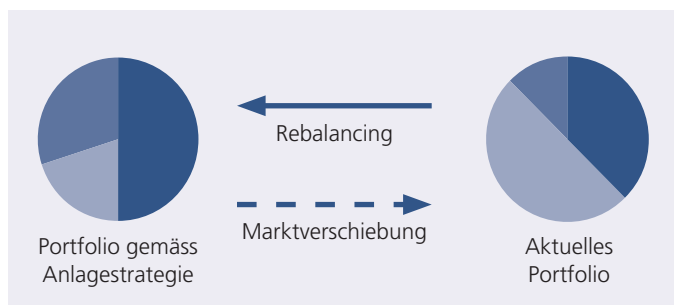 Rebalancing
Marktverschiebung
Portfolio gemäss
Anlagestrategie
Aktuelles
Portfolio